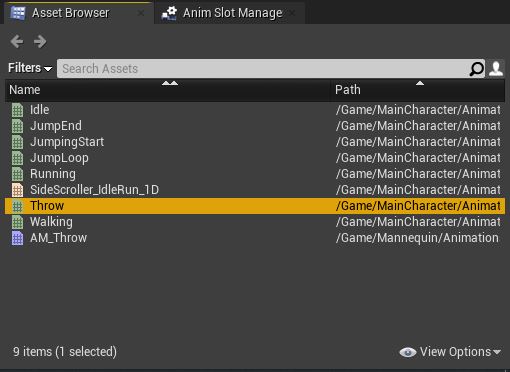 Asset Browser Anim Slot Manage
Filters Search Assets
Name Path
Idle /Game/MainCharacter/Animat
JumpEnd /Game/MainCharacter/Animat
JumpingStart /Game/MainCharacter/Animat
JumpLoop /Game/MainCharacter/Animat
Running /Game/MainCharacter/Animat
SideScroller_IdleRun_1D /Game/MainCharacter/Animat
Throw /Game/MainCharacter/Animat
Walking /Game/MainCharacter/Animat
AM_Throw /Game/Mannequin/Animation
9 items (1 selected) View Options